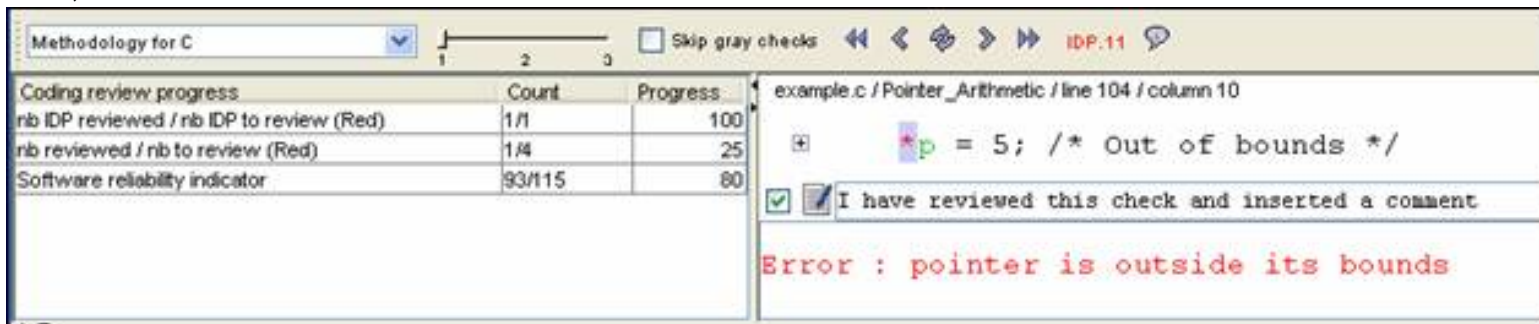 Methodology for C
1 2 3
Skip gray checks
IDP.11
Coding review progress Count Progress
nb IDP reviewed / nb IDP to review (Red) 1/1 100
nb reviewed / nb to review (Red) 1/4 25
Software reliability indicator 93/115 80
example.c / Pointer_Arithmetic / line 104 / column 10
*p = 5; /* Out of bounds */
I have reviewed this check and inserted a comment
Error : pointer is outside its bounds